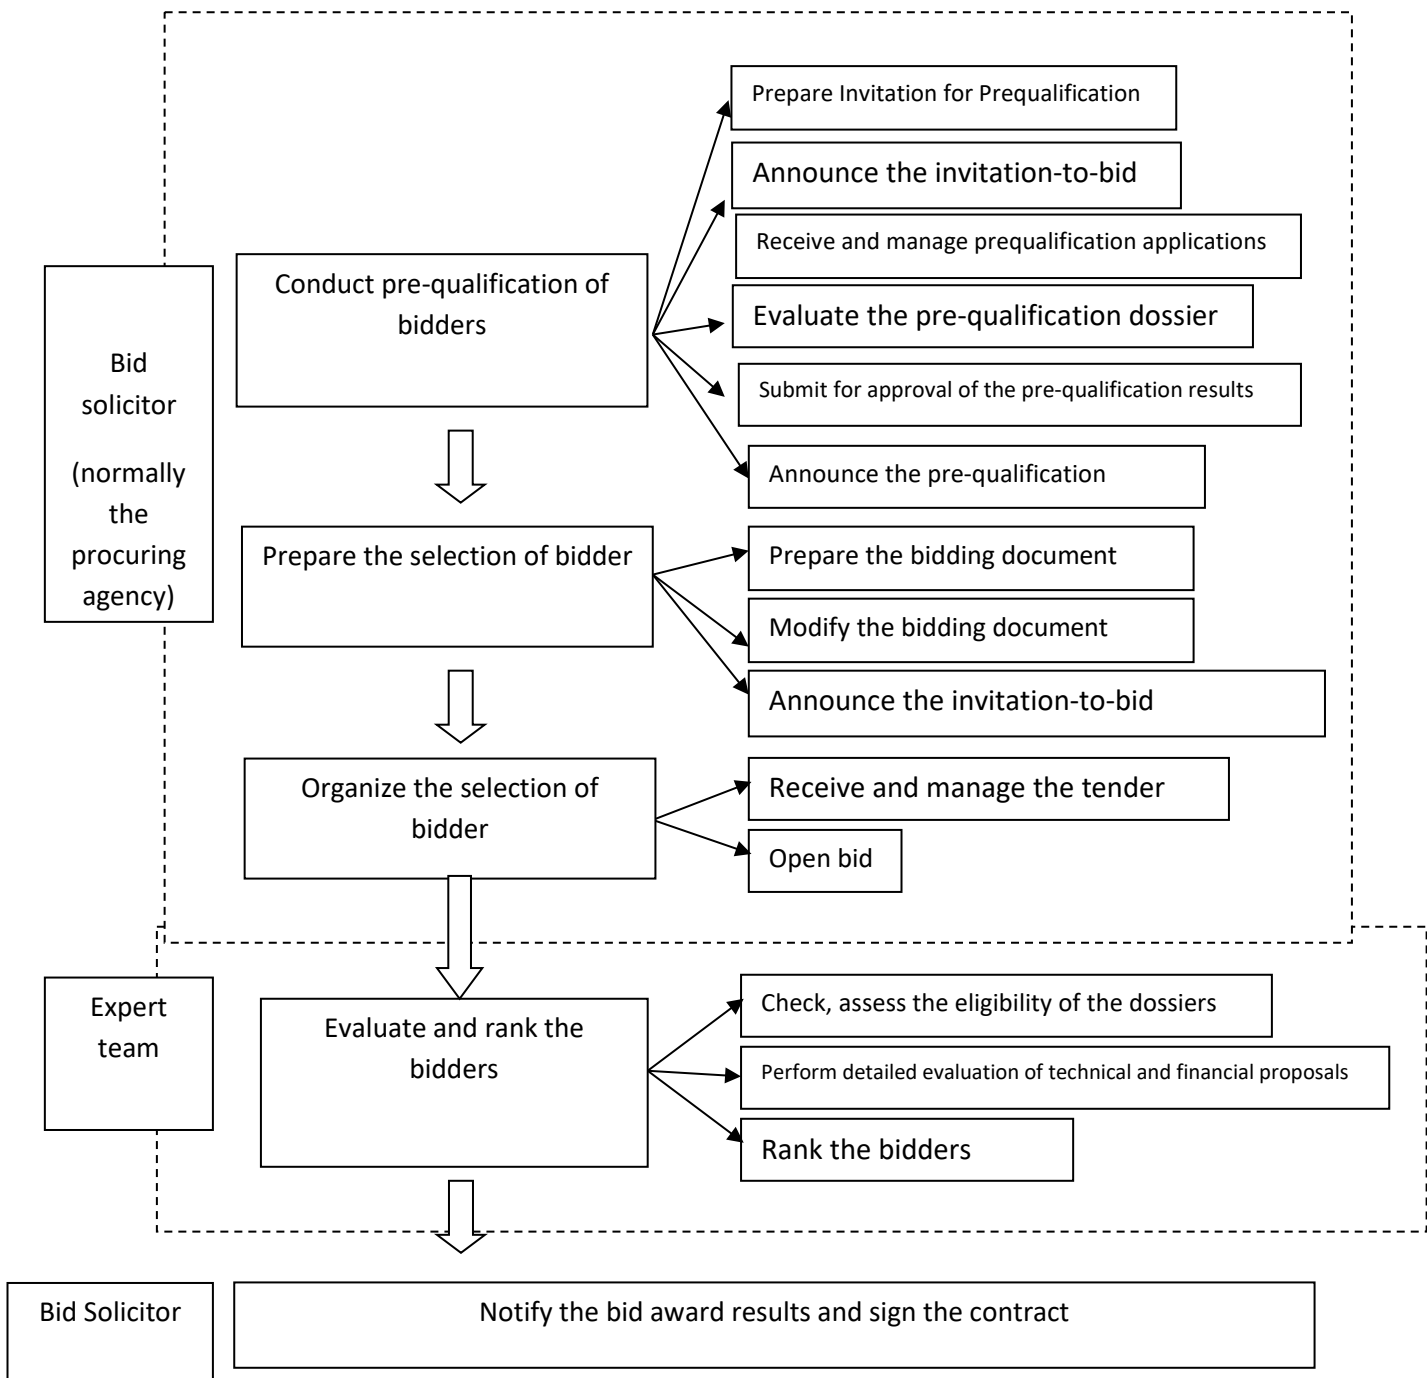 Prepare Invitation for Prequalification
Announce the invitation-to-bid
Receive and manage prequalification applications
Conduct pre-qualification of
bidders
Evaluate the pre-qualification dossier
Submit for approval of the pre-qualification results
Announce the pre-qualification
Bid
solicitor
(normally
the
procuring
agency)
Prepare the selection of bidder
Prepare the bidding document
Modify the bidding document
Announce the invitation-to-bid
Organize the selection of
bidder
Receive and manage the tender
Open bid
Expert
team
Evaluate and rank the
bidders
Check, assess the eligibility of the dossiers
Perform detailed evaluation of technical and financial proposals
Rank the bidders
Bid Solicitor
Notify the bid award results and sign the contract